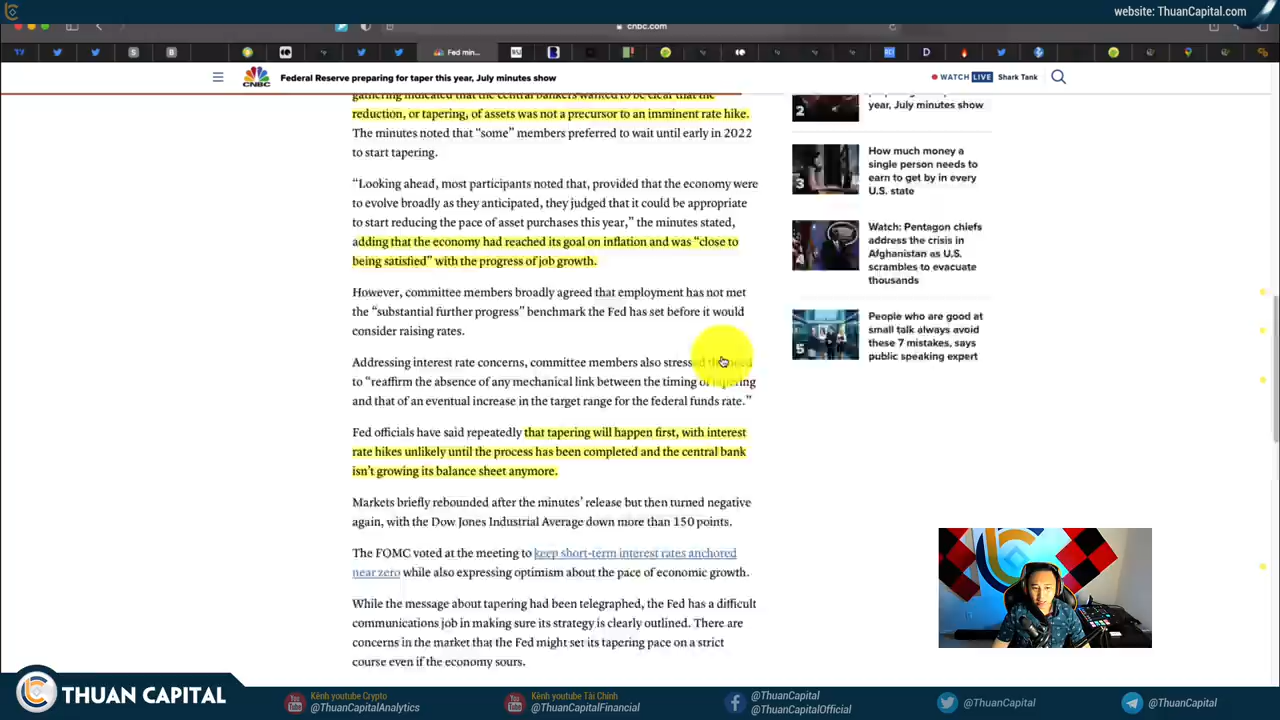 website: ThuanCapital.com
cnbc.com
Fed min...
CNBC
Federal Reserve preparing for taper this year, July minutes show
WATCH LIVE Shark Tank
gathering indicated that the central bankers wanted to be clear that the
reduction, or tapering, of assets was not a precursor to an imminent rate hike.
The minutes noted that “some” members preferred to wait until early in 2022
to start tapering.
“Looking ahead, most participants noted that, provided that the economy were
to evolve broadly as they anticipated, they judged that it could be appropriate
to start reducing the pace of asset purchases this year,” the minutes stated,
adding that the economy had reached its goal on inflation and was “close to
being satisfied” with the progress of job growth.
However, committee members broadly agreed that employment has not met
the “substantial further progress” benchmark the Fed has set before it would
consider raising rates.
Addressing interest rate concerns, committee members also stressed the need
to “reaffirm the absence of any mechanical link between the timing of tapering
and that of an eventual increase in the target range for the federal funds rate.”
Fed officials have said repeatedly that tapering will happen first, with interest
rate hikes unlikely until the process has been completed and the central bank
isn’t growing its balance sheet anymore.
Markets briefly rebounded after the minutes’ release but then turned negative
again, with the Dow Jones Industrial Average down more than 150 points.
The FOMC voted at the meeting to keep short-term interest rates anchored
near zero while also expressing optimism about the pace of economic growth.
While the message about tapering had been telegraphed, the Fed has a difficult
communications job in making sure its strategy is clearly outlined. There are
concerns in the market that the Fed might set its tapering pace on a strict
course even if the economy sours.
2
year, July minutes show
3
How much money a
single person needs to
earn to get by in every
U.S. state
4
Watch: Pentagon chiefs
address the crisis in
Afghanistan as U.S.
scrambles to evacuate
thousands
5
People who are good at
small talk always avoid
these 7 mistakes, says
public speaking expert
THUAN CAPITAL
Kênh youtube Crypto
@ThuanCapitalAnalytics
Kênh youtube Tài Chính
@ThuanCapitalFinancial
@ThuanCapital
@ThuanCapitalOfficial
@ThuanCapital
@ThuanCapital